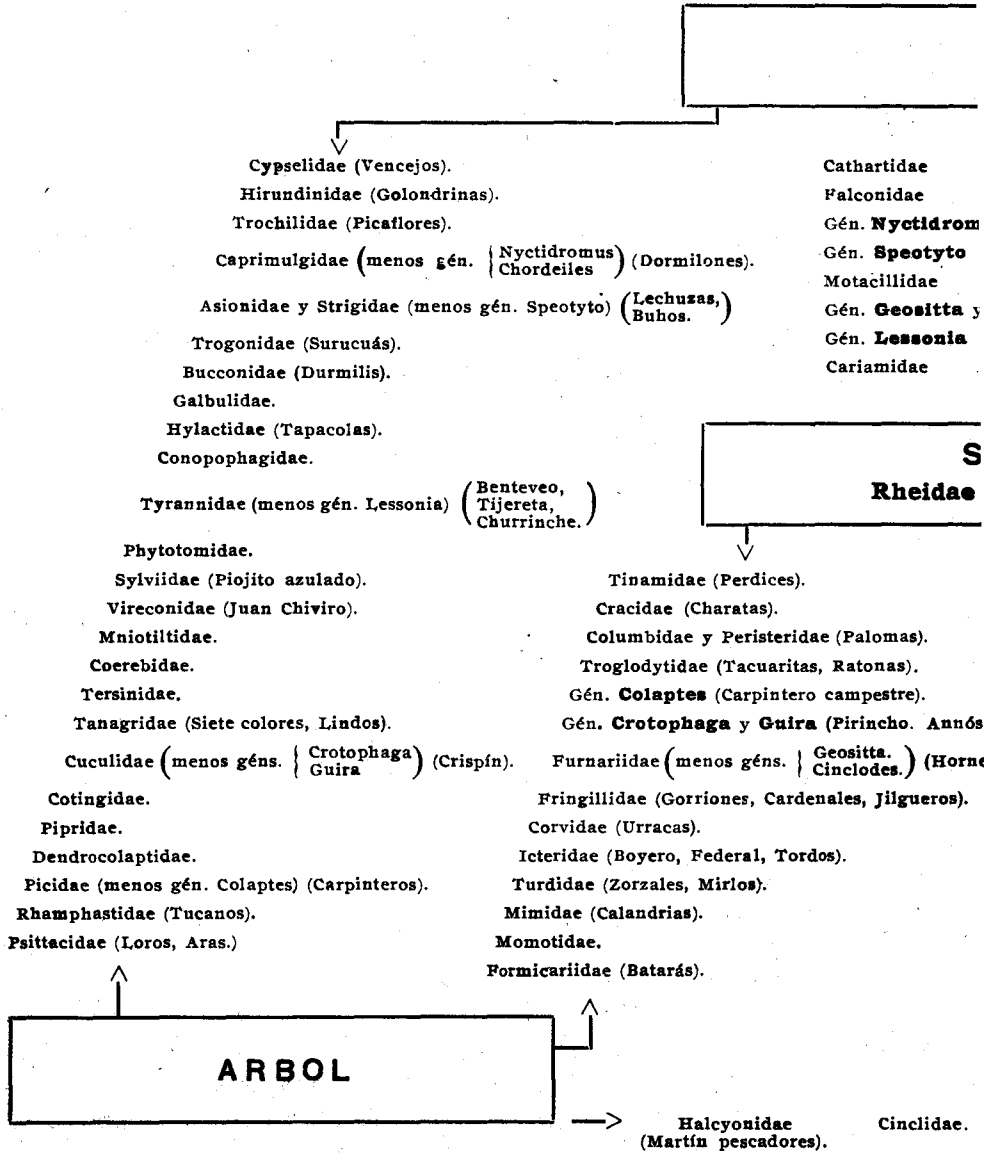 Cypselidae (Vencejos).
Hirundinidae (Golondrinas).
Trochilidae (Picaflores).
Caprimulgidae (menos gén. { Nyctidromus
Chordeiles ) (Dormilones).
Asionidae y Strigidae (menos gén. Speotyto) (Lechuzas,
Buhos.)
Trogonidae (Surucuás).
Bucconidae (Durmilis).
Galbulidae.
Hylactidae (Tapacolas).
Conopophagidae.
Tyrannidae (menos gén. Lessonia) (Benteveo,
Tijereta,
Churrinche.)
Phytotomidae.
Sylviidae (Piojito azulado).
Vireconidae (Juan Chiviro).
Mniotiltidae.
Coerebidae.
Tersinidae.
Tanagridae (Siete colores, Lindos).
Cuculidae (menos géns. { Crotophaga
Guira ) (Crispín).
Cotingidae.
Pipridae.
Dendrocolaptidae.
Picidae (menos gén. Colaptes) (Carpinteros).
Rhamphastidae (Tucanos).
Psittacidae (Loros, Aras.)
Cathartidae
Falconidae
Gén. Nyctidrom
Gén. Speotyto
Motacillidae
Gén. Geositta y
Gén. Lessonia
Cariamidae
S
Rheidae
Tinamidae (Perdices).
Cracidae (Charatas).
Columbidae y Peristeridae (Palomas).
Troglodytidae (Tacuaritas, Ratonas).
Gén. Colaptes (Carpintero campestre).
Gén. Crotophaga y Guira (Pirincho. Annós
Furnariidae (menos géns. } Geositta.
Cinclodes.) (Horne
Fringillidae (Gorriones, Cardenales, Jilgueros).
Corvidae (Urracas).
Icteridae (Boyero, Federal, Tordos).
Turdidae (Zorzales, Mirlos).
Mimidae (Calandrias).
Momotidae.
Formicariidae (Batarás).
ARBOL
Halcyonidae Cinclidae.
(Martín pescadores).